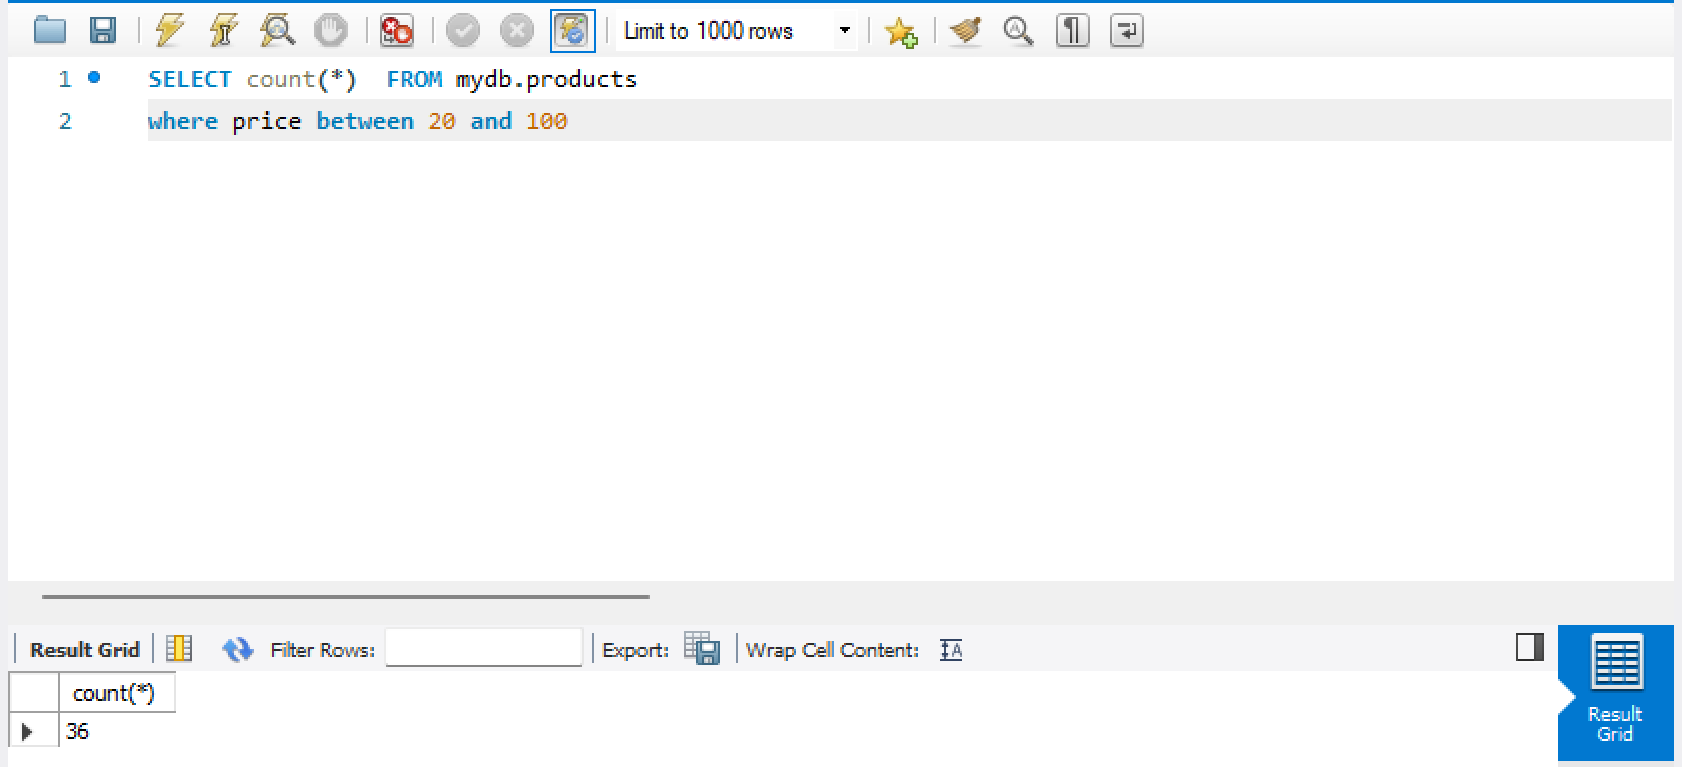 Limit to 1000 rows
1 SELECT count(*)  FROM mydb.products
2 where price between 20 and 100
Result Grid Filter Rows: Export: Wrap Cell Content: IA
count(*)
36
Result
Grid